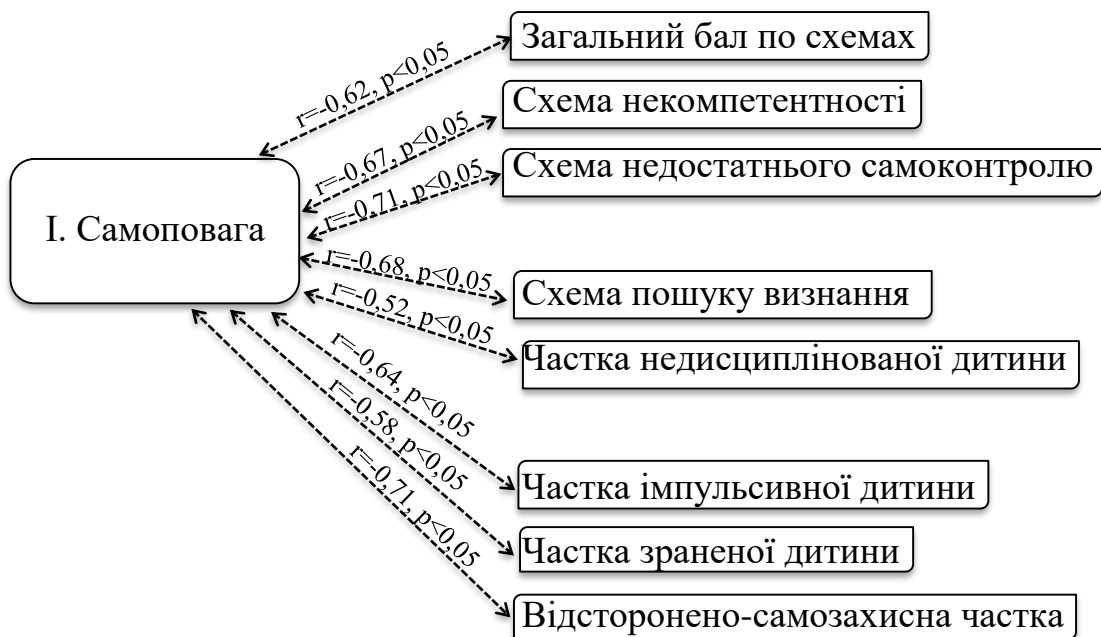 Загальний бал по схемах
r=-0,62, p<0,05
Схема некомпетентності
r=-0,67, p<0,05
Схема недостатнього самоконтролю
r=-0,71, p<0,05
І. Самоповага
r=-0,68, p<0,05
Схема пошуку визнання
r=-0,52, p<0,05
Частка недисциплінованої дитини
r=-0,64, p<0,05
Частка імпульсивної дитини
r=-0,58, p<0,05
Частка зраненої дитини
r=-0,71, p<0,05
Відсторонено-самозахисна частка